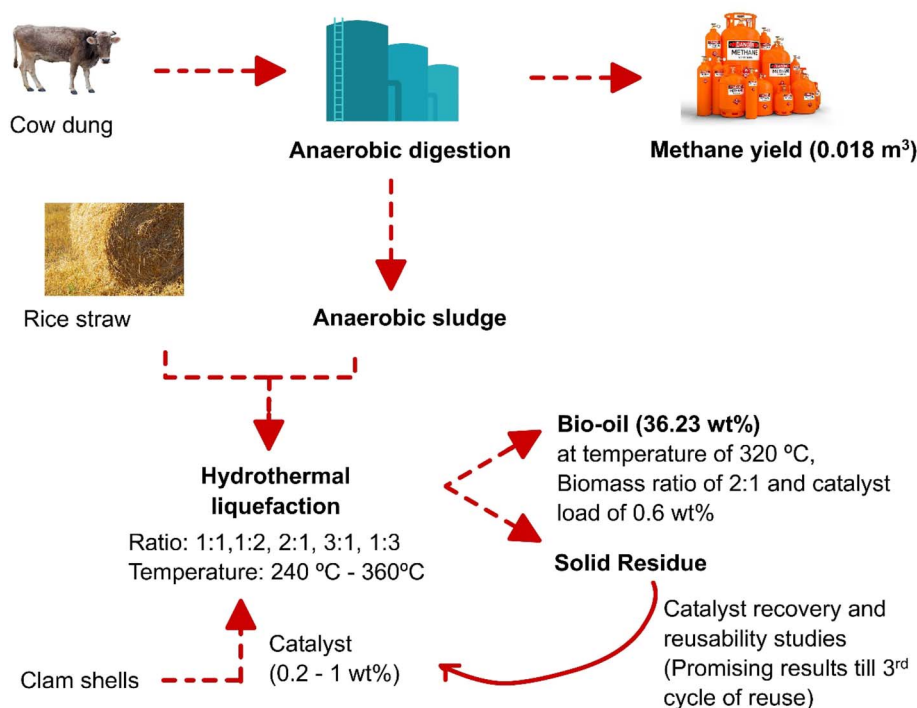 Cow dung
Anaerobic digestion
DANGER
METHANE
Methane yield (0.018 m³)
Rice straw
Anaerobic sludge
Hydrothermal
liquefaction
Ratio: 1:1,1:2, 2:1, 3:1, 1:3
Temperature: 240 ºC - 360ºC
Bio-oil (36.23 wt%)
at temperature of 320 ºC,
Biomass ratio of 2:1 and catalyst
load of 0.6 wt%
Solid Residue
Catalyst recovery and
reusability studies
(Promising results till 3ʳᵈ
cycle of reuse)
Catalyst
(0.2 - 1 wt%)
Clam shells